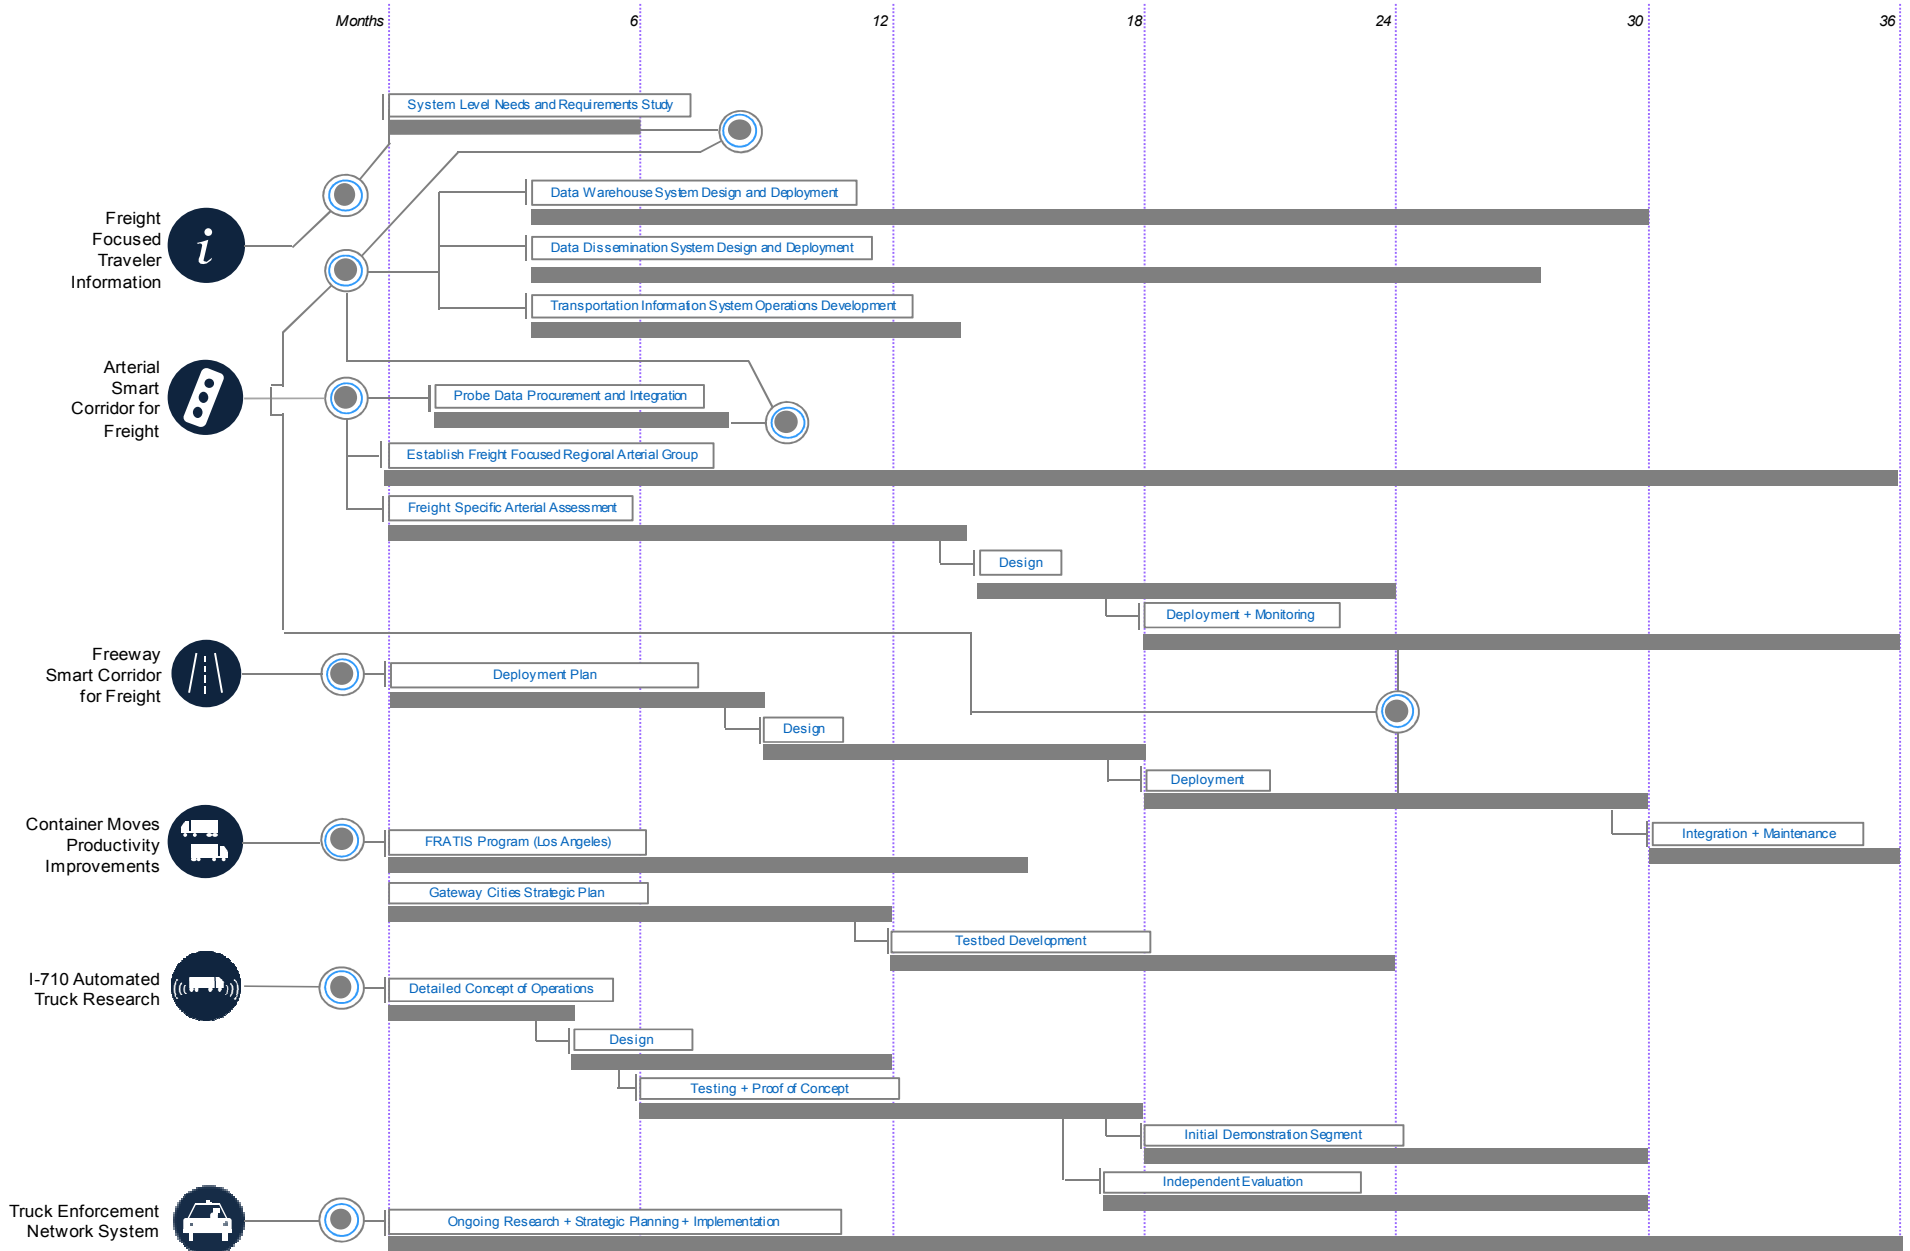 Months 6 12 18 24 30 36
System Level Needs and Requirements Study
Data Warehouse System Design and Deployment
Freight
Focused
Traveler
Information
i
Data Dissemination System Design and Deployment
Transportation Information System Operations Development
Arterial
Smart
Corridor for
Freight
Probe Data Procurement and Integration
Establish Freight Focused Regional Arterial Group
Freight Specific Arterial Assessment
Design
Deployment + Monitoring
Freeway
Smart Corridor
for Freight
Deployment Plan
Design
Deployment
Integration + Maintenance
Container Moves
Productivity
Improvements
FRATIS Program (Los Angeles)
Gateway Cities Strategic Plan
Testbed Development
I-710 Automated
Truck Research
Detailed Concept of Operations
Design
Testing + Proof of Concept
Initial Demonstration Segment
Independent Evaluation
Truck Enforcement
Network System
Ongoing Research + Strategic Planning + Implementation